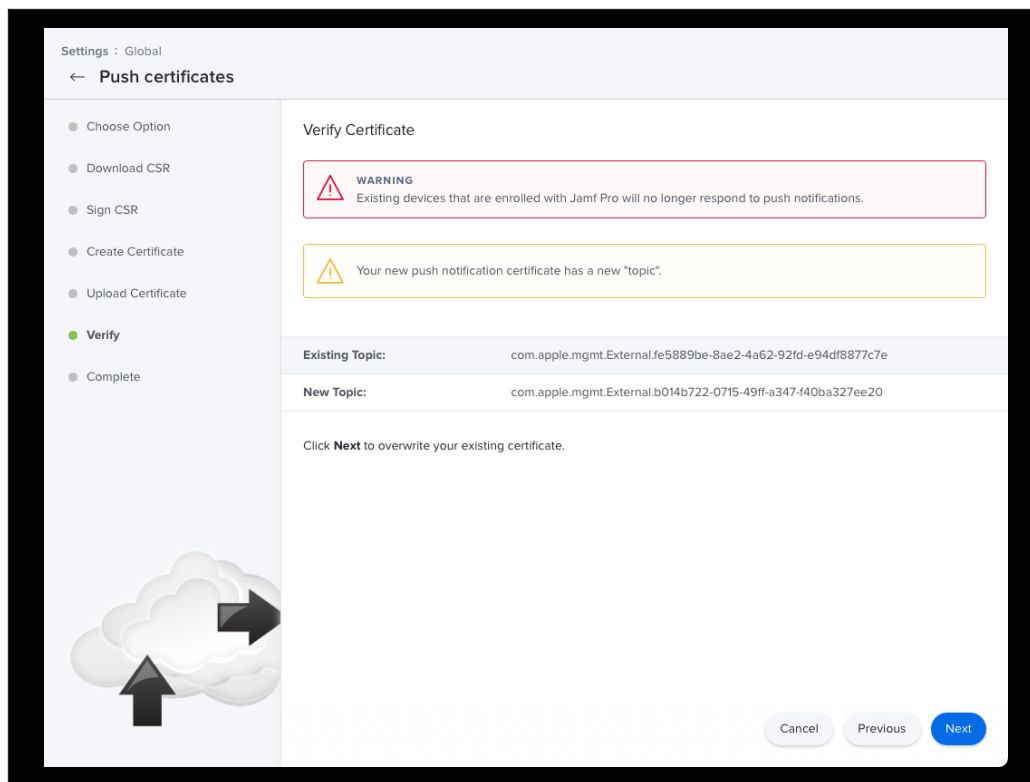 Settings : Global
← Push certificates
Choose Option
Download CSR
Sign CSR
Create Certificate
Upload Certificate
Verify
Complete
Verify Certificate
WARNING
Existing devices that are enrolled with Jamf Pro will no longer respond to push notifications.
Your new push notification certificate has a new "topic".
Existing Topic: com.apple.mgmt.External.fe5889be-8ae2-4a62-92fd-e94df8877c7e
New Topic: com.apple.mgmt.External.b014b722-0715-49ff-a347-f40ba327ee20
Click Next to overwrite your existing certificate.
Cancel Previous Next